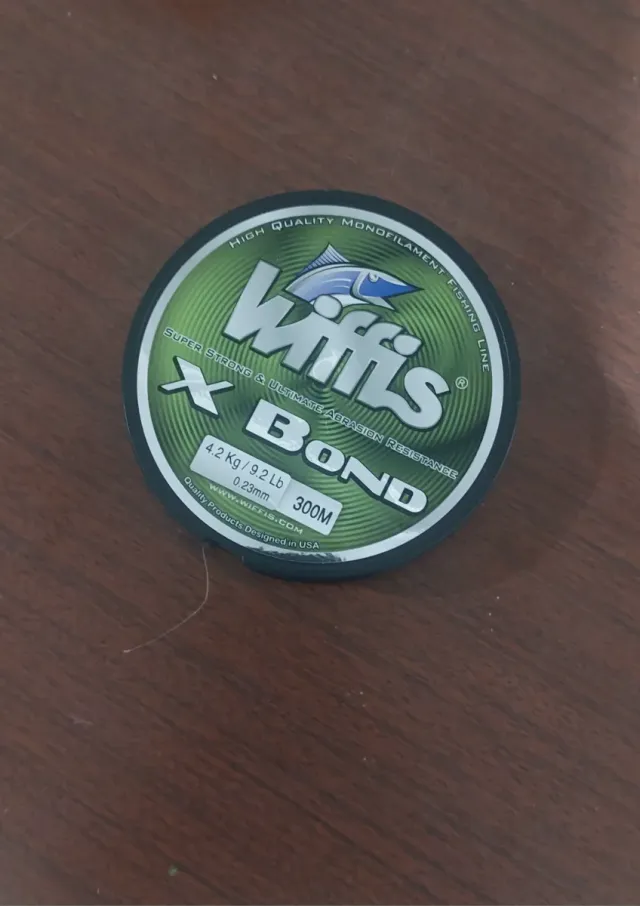 High Quality Monofilament Fishing Line
Wiffis®
Super Strong & Ultimate Abrasion Resistance
X Bond
4.2 Kg / 9.2 Lb
0.23mm
300M
www.wiffis.com
Quality Products Designed in USA